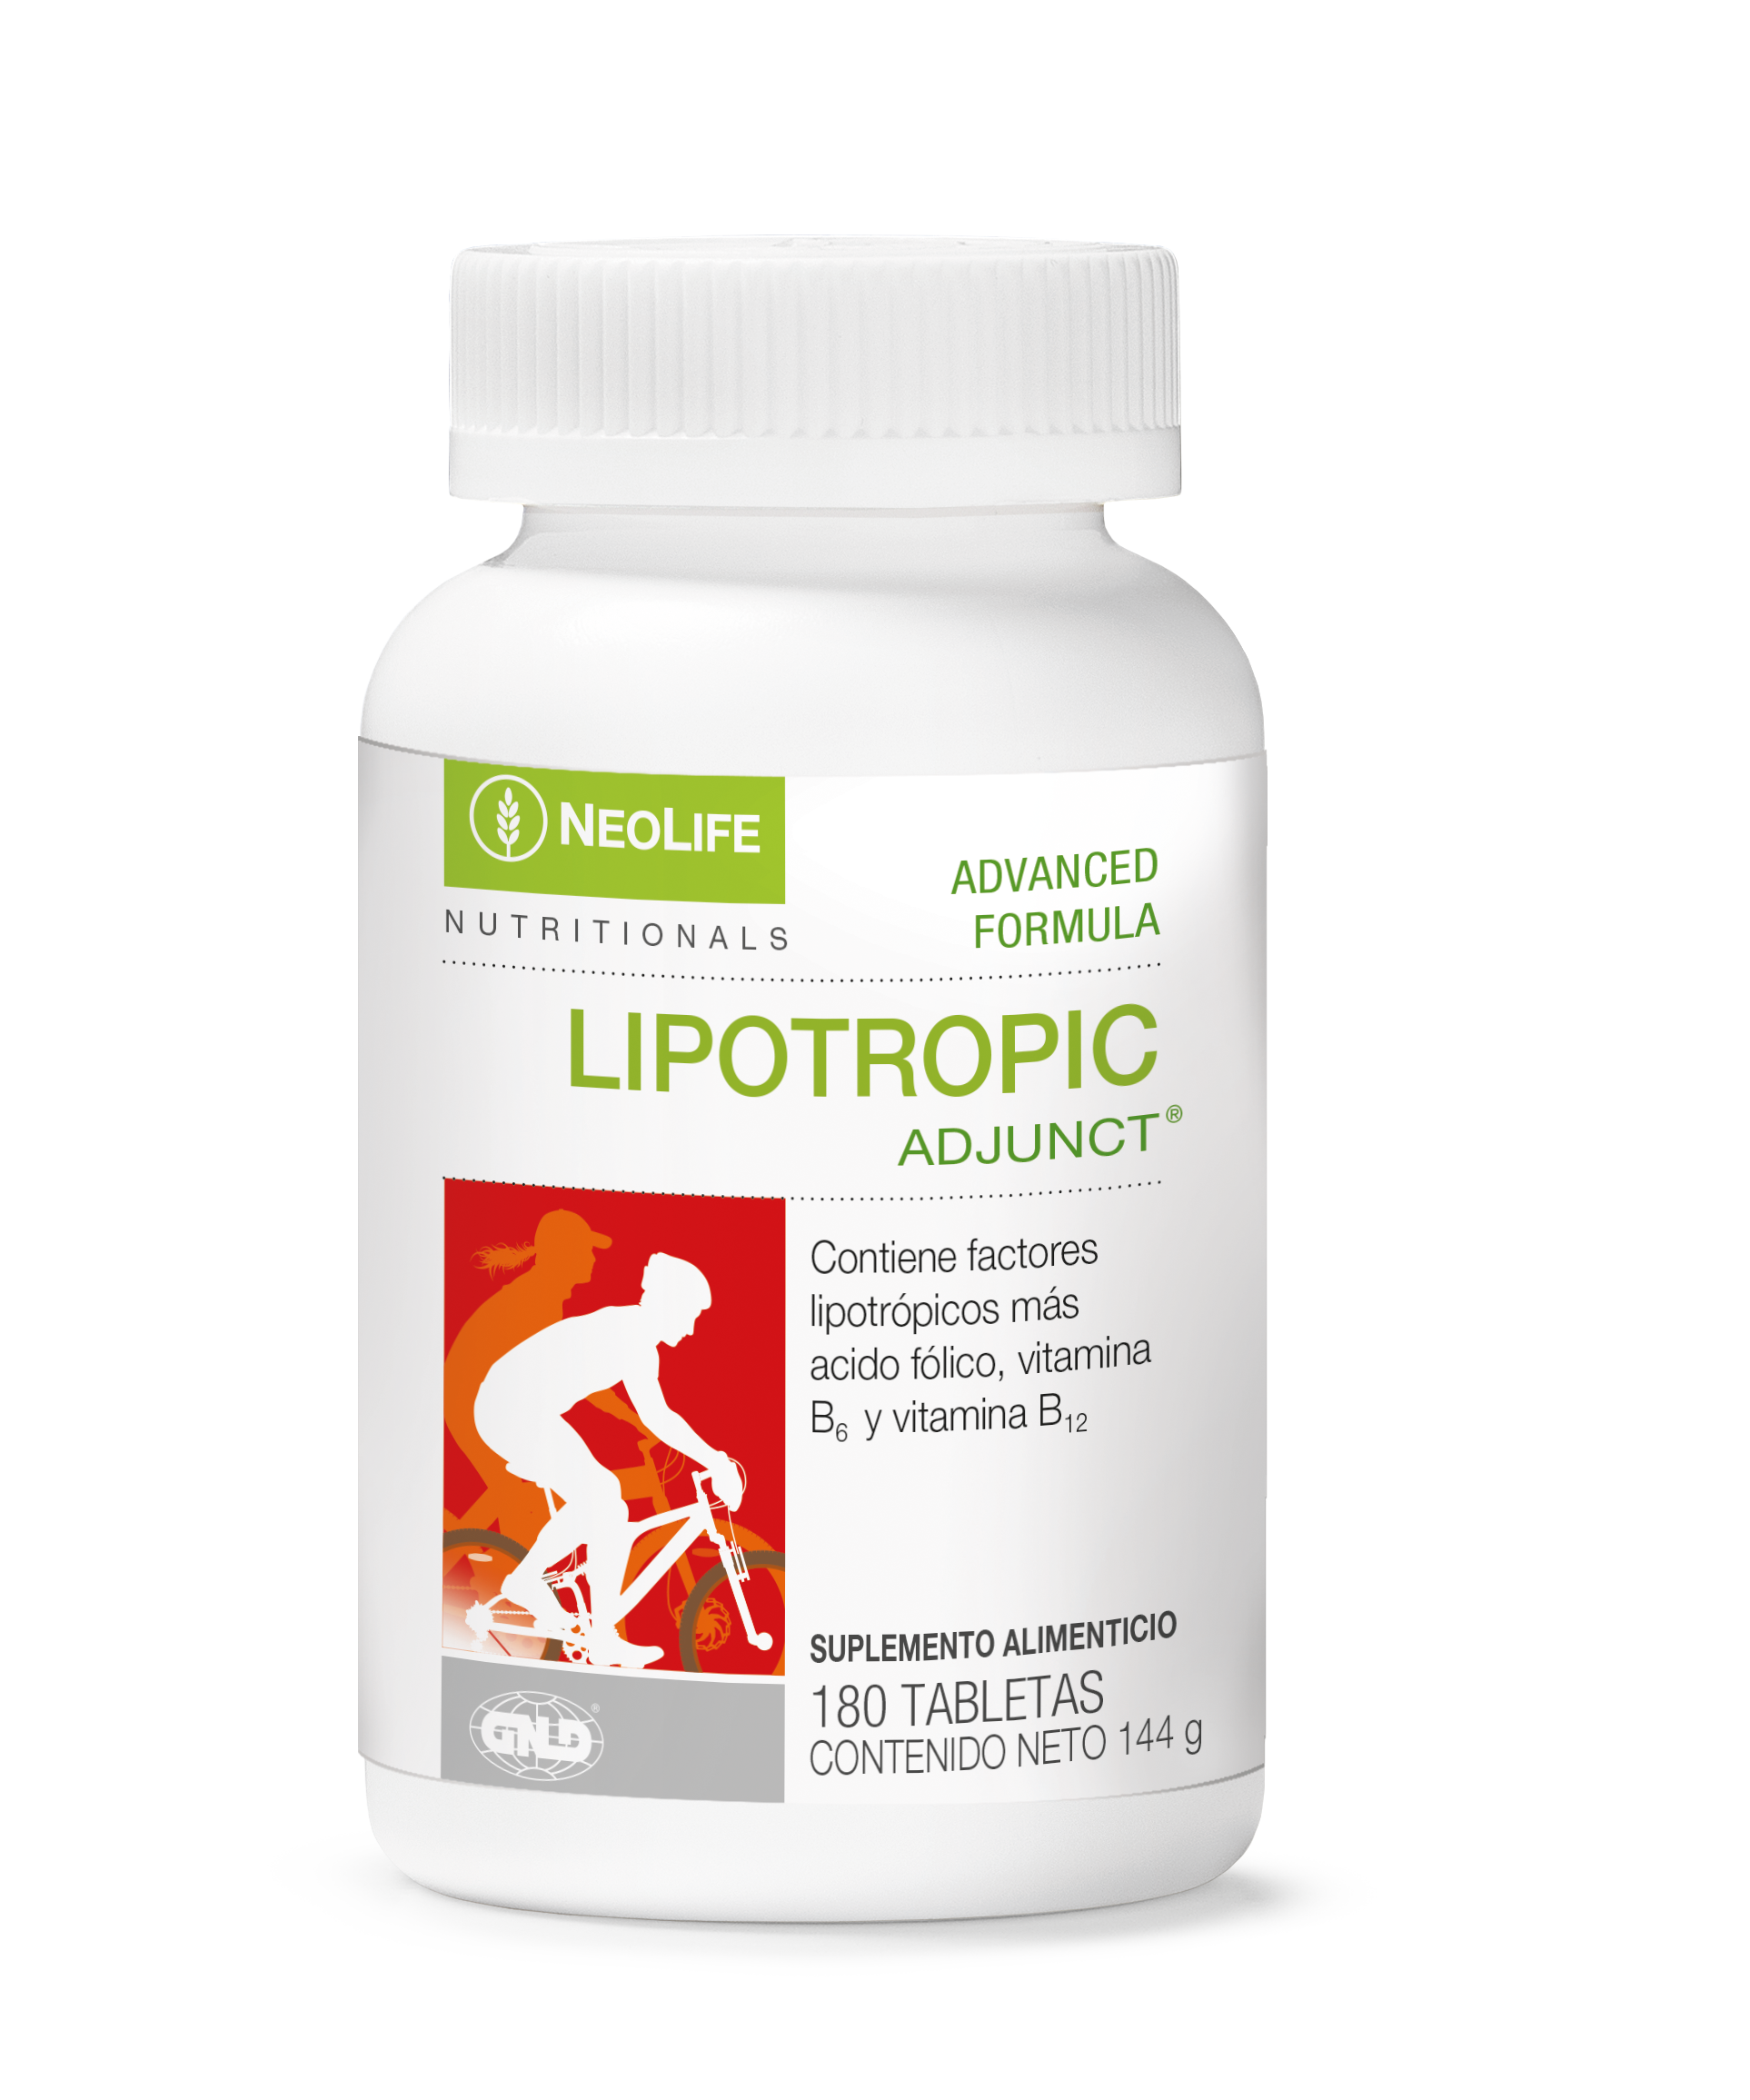 NEOLIFE
NUTRITIONALS
ADVANCED
FORMULA
LIPOTROPIC
ADJUNCT®
Contiene factores
lipotrópicos más
acido fólico, vitamina
B₆ y vitamina B₁₂
SUPLEMENTO ALIMENTICIO
180 TABLETAS
CONTENIDO NETO 144 g
GNLD®